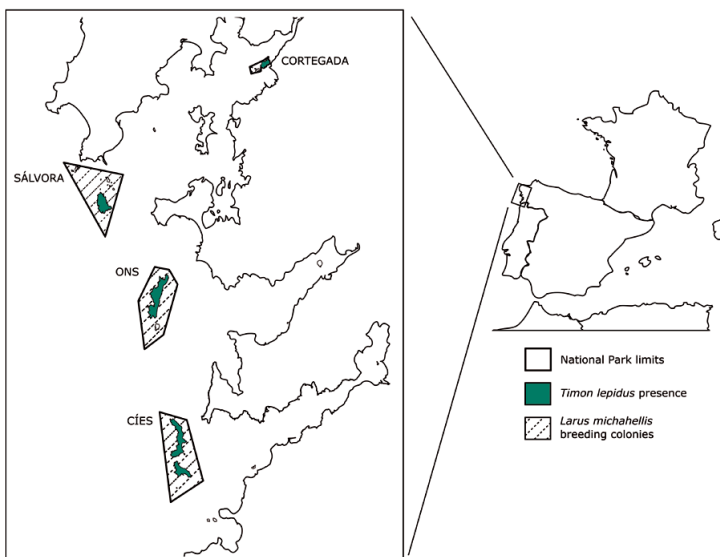 CORTEGADA
SÁLVORA
ONS
CÍES
National Park limits
Timon lepidus presence
Larus michahellis
breeding colonies